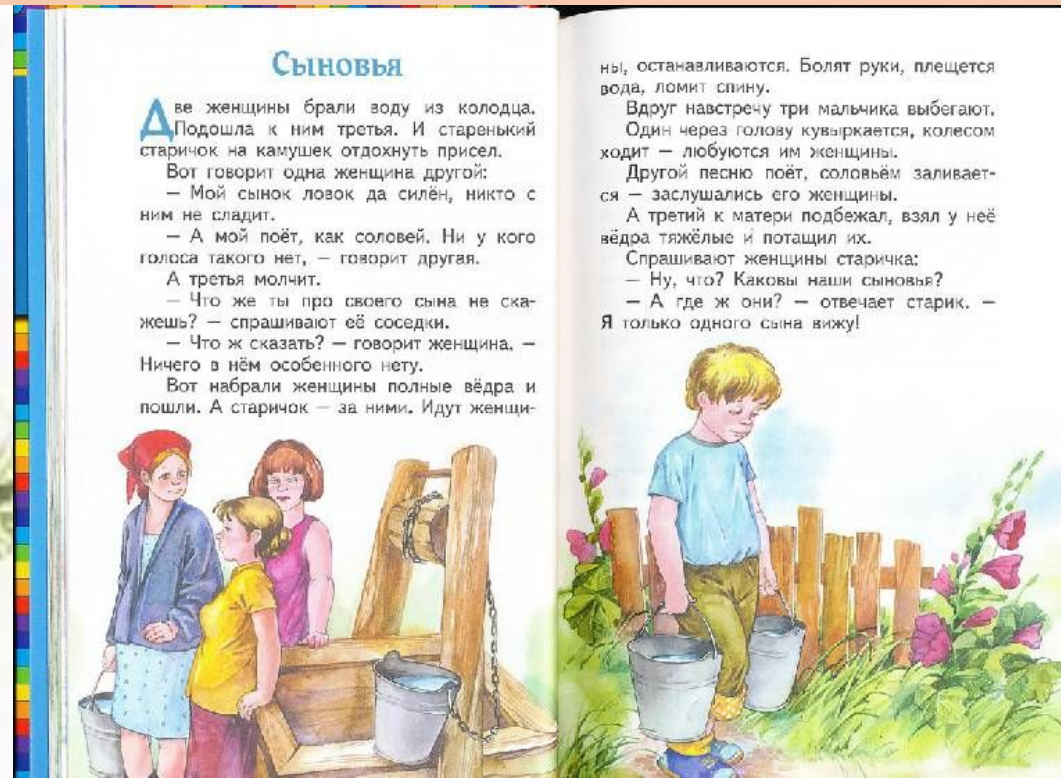 Сыновья
Две женщины брали воду из колодца.
Подошла к ним третья. И старенький
старичок на камушек отдохнуть присел.
Вот говорит одна женщина другой:
— Мой сынок ловок да силён, никто с
ним не сладит.
— А мой поёт, как соловей. Ни у кого
голоса такого нет, — говорит другая.
А третья молчит.
— Что же ты про своего сына не ска-
жешь? — спрашивают её соседки.
— Что ж сказать? — говорит женщина. —
Ничего в нём особенного нету.
Вот набрали женщины полные вёдра и
пошли. А старичок — за ними. Идут женщи-
ны, останавливаются. Болят руки, плещется
вода, ломит спину.
Вдруг навстречу три мальчика выбегают.
Один через голову кувыркается, колесом
ходит — любуются им женщины.
Другой песню поёт, соловьём заливает-
ся — заслушались его женщины.
А третий к матери подбежал, взял у неё
вёдра тяжёлые и потащил их.
Спрашивают женщины старичка:
— Ну, что? Каковы наши сыновья?
— А где ж они? — отвечает старик. —
Я только одного сына вижу!